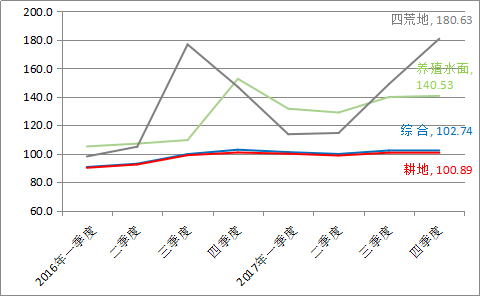 200.0
180.0
160.0
140.0
120.0
100.0
80.0
60.0
四荒地, 180.63
养殖水面,
140.53
综合, 102.74
耕地, 100.89
2016年一季度
二季度
三季度
四季度
2017年一季度
二季度
三季度
四季度